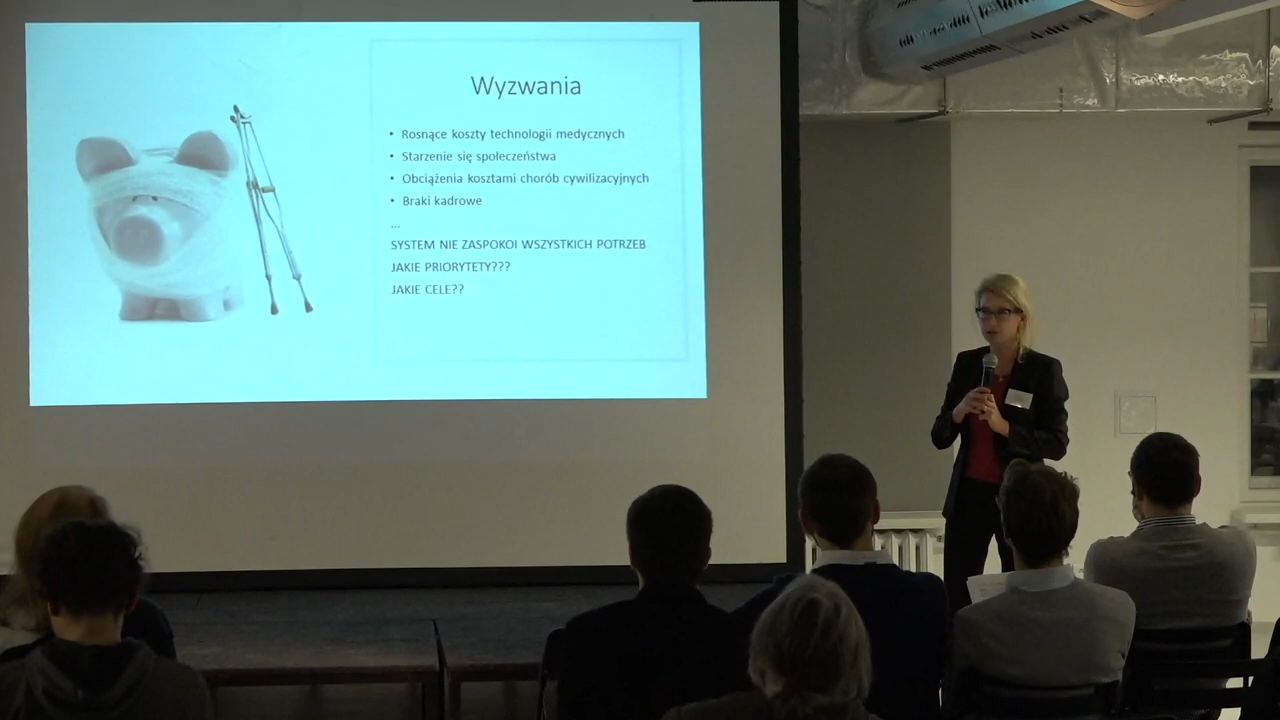 Wyzwania
• Rosnące koszty technologii medycznych
• Starzenie się społeczeństwa
• Obciążenia kosztami chorób cywilizacyjnych
• Braki kadrowe
...
SYSTEM NIE ZASPOKOI WSZYSTKICH POTRZEB
JAKIE PRIORYTETY???
JAKIE CELE??